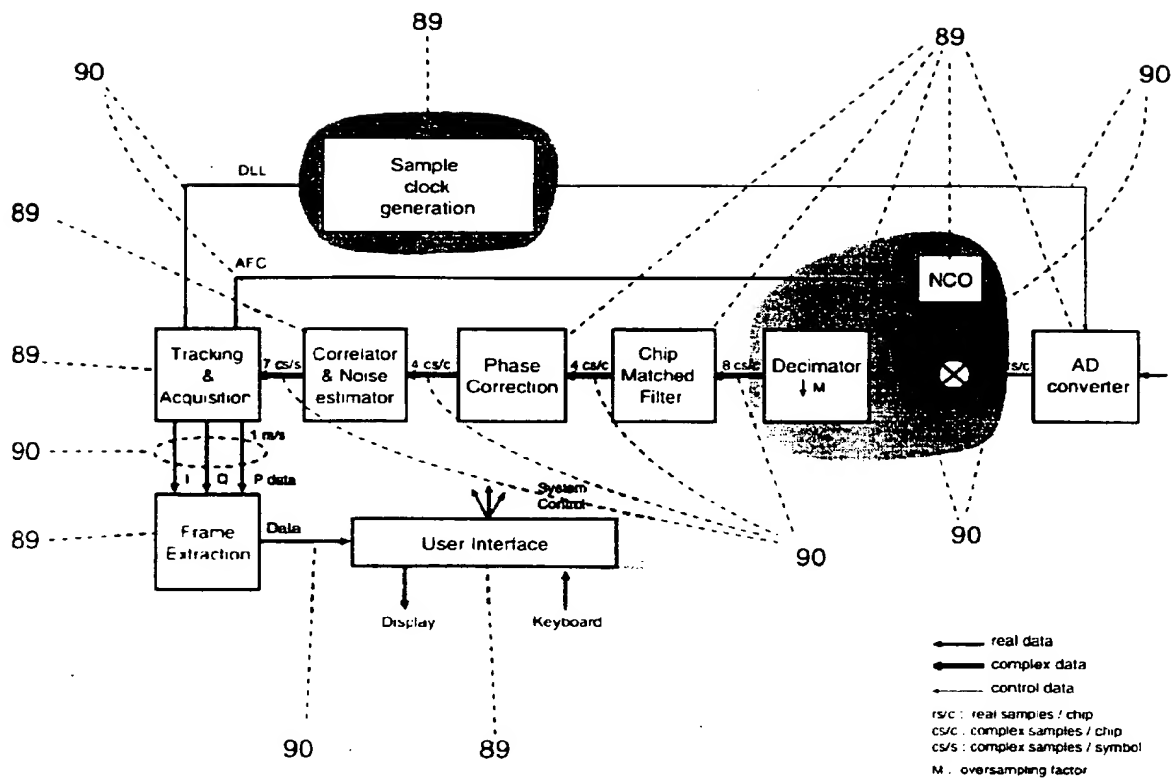 89
89
90
90
Sample
clock
generation
DLL
89
AFC
NCO
89
Tracking
&
Acquisition
7 cs/s
Correlator
& Noise
estimator
4 cs/c
Phase
Correction
4 cs/c
Chip
Matched
Filter
8 cs/c
Decimator
↓ M
rs/c
AD
converter
90
1 rs/s
I
Q
P data
System
Control
89
Frame
Extraction
Data
User Interface
90
90
Display
Keyboard
90
89
real data
complex data
control data
rs/c : real samples / chip
cs/c : complex samples / chip
cs/s : complex samples / symbol
M : oversampling factor